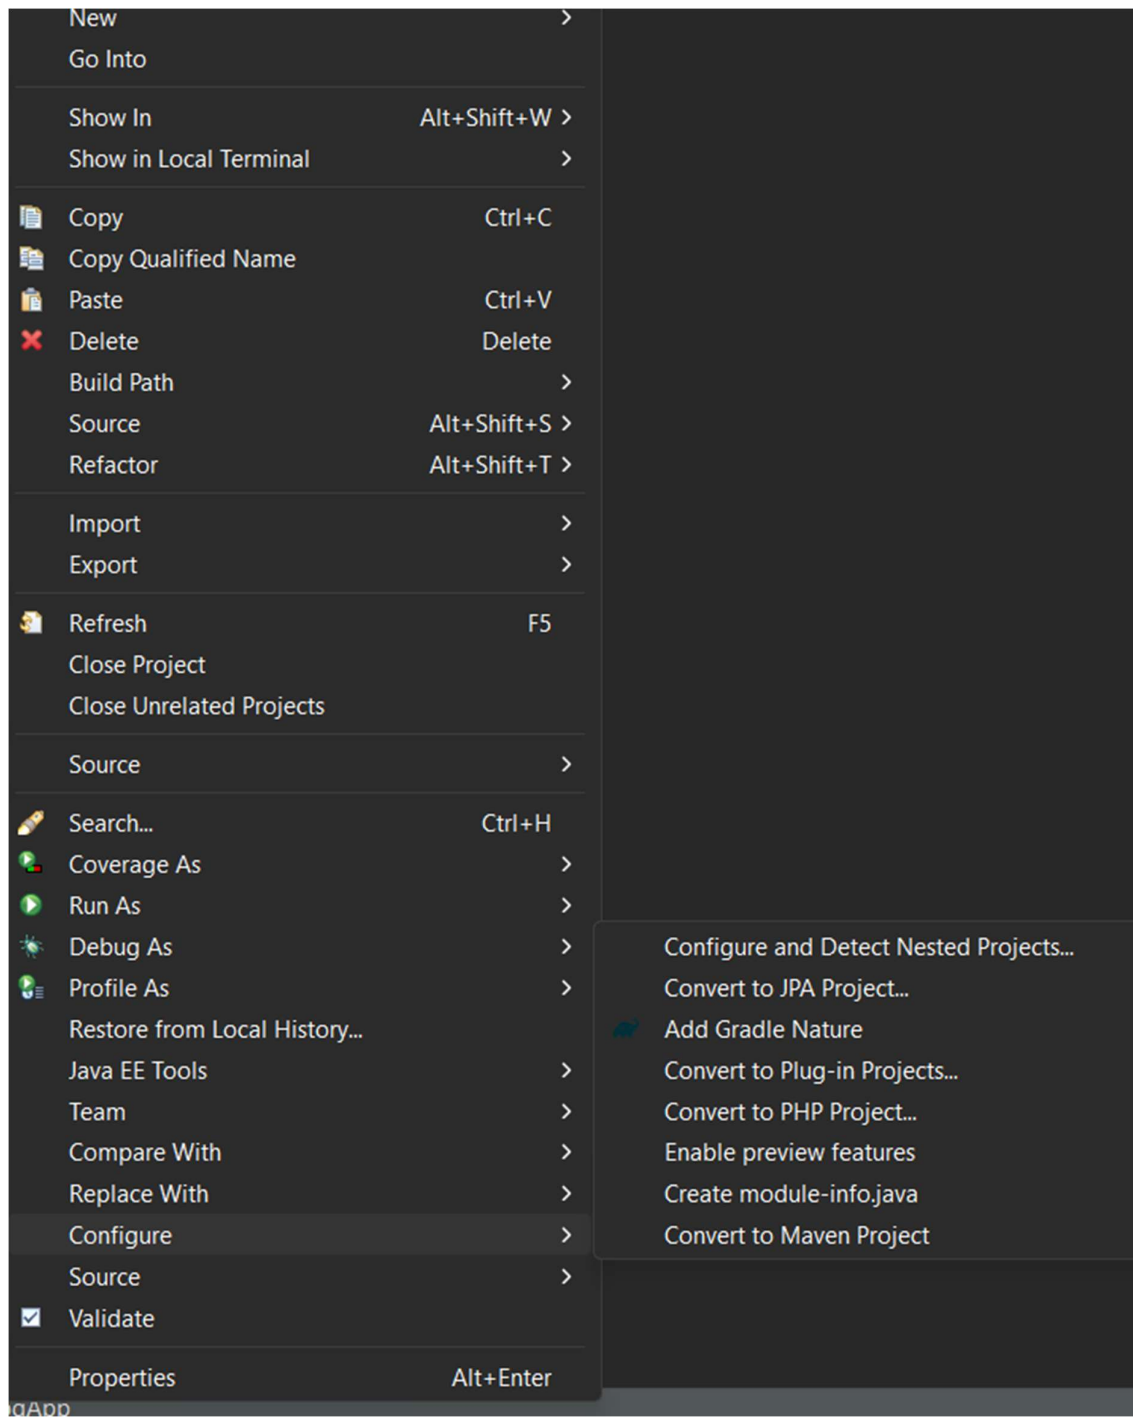 New
Go Into
Show In Alt+Shift+W
Show in Local Terminal
Copy Ctrl+C
Copy Qualified Name
Paste Ctrl+V
Delete Delete
Build Path
Source Alt+Shift+S
Refactor Alt+Shift+T
Import
Export
Refresh F5
Close Project
Close Unrelated Projects
Source
Search... Ctrl+H
Coverage As
Run As
Debug As
Profile As
Restore from Local History...
Java EE Tools
Team
Compare With
Replace With
Configure
Source
Validate
Properties Alt+Enter
Configure and Detect Nested Projects...
Convert to JPA Project...
Add Gradle Nature
Convert to Plug-in Projects...
Convert to PHP Project...
Enable preview features
Create module-info.java
Convert to Maven Project